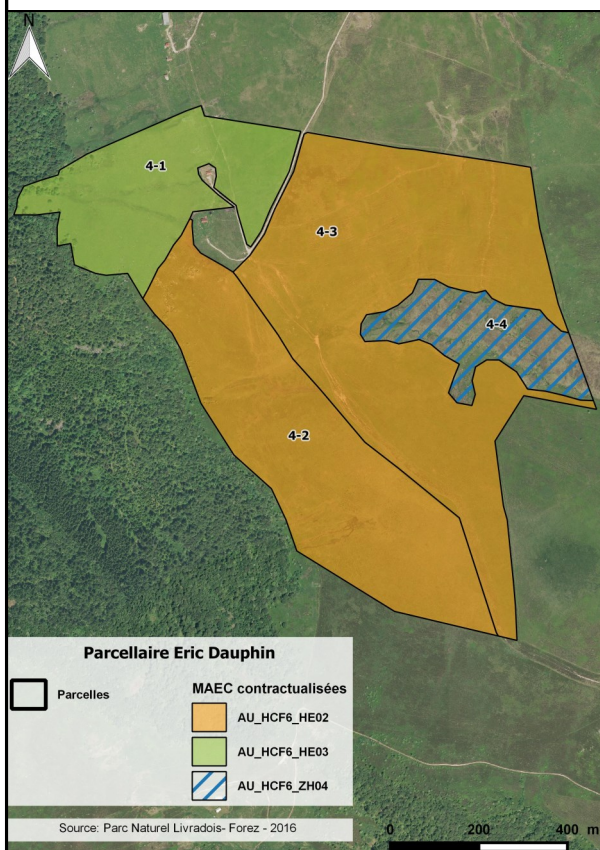 N
4-1
4-3
4-4
4-2
Parcellaire Eric Dauphin
Parcelles
MAEC contractualisées
AU_HCF6_HE02
AU_HCF6_HE03
AU_HCF6_ZH04
Source: Parc Naturel Livradois- Forez - 2016
0 200 400 m